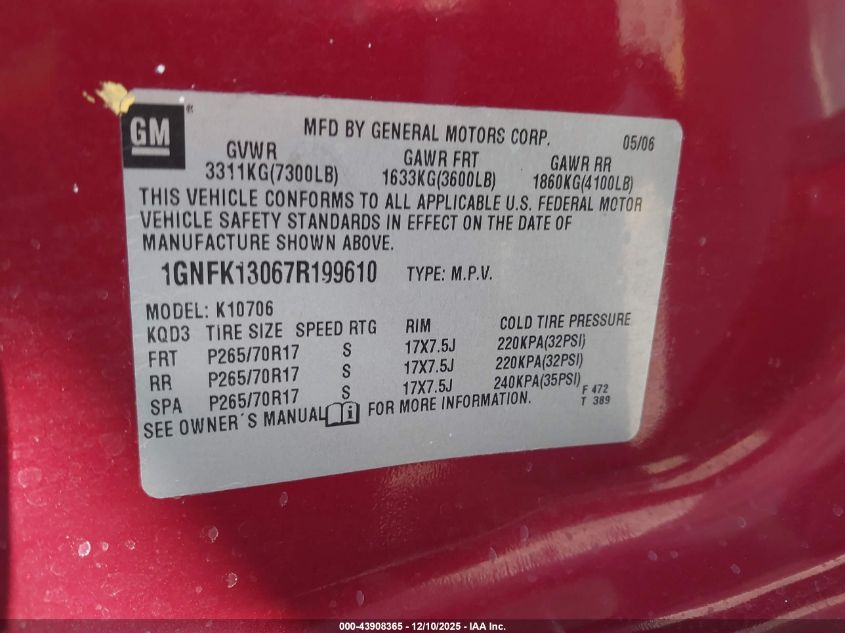 GM ®
MFD BY GENERAL MOTORS CORP. 05/06
GVWR GAWR FRT GAWR RR
3311KG(7300LB) 1633KG(3600LB) 1860KG(4100LB)
THIS VEHICLE CONFORMS TO ALL APPLICABLE U.S. FEDERAL MOTOR
VEHICLE SAFETY STANDARDS IN EFFECT ON THE DATE OF
MANUFACTURE SHOWN ABOVE.
1GNFK13067R199610 TYPE: M.P.V.
MODEL: K10706
KQD3 TIRE SIZE SPEED RTG RIM COLD TIRE PRESSURE
FRT P265/70R17 S 17X7.5J 220KPA(32PSI)
RR P265/70R17 S 17X7.5J 220KPA(32PSI)
SPA P265/70R17 S 17X7.5J 240KPA(35PSI) F 472
SEE OWNER´S MANUAL i FOR MORE INFORMATION. T 389
000-43908365 - 12/10/2025 - IAA Inc.